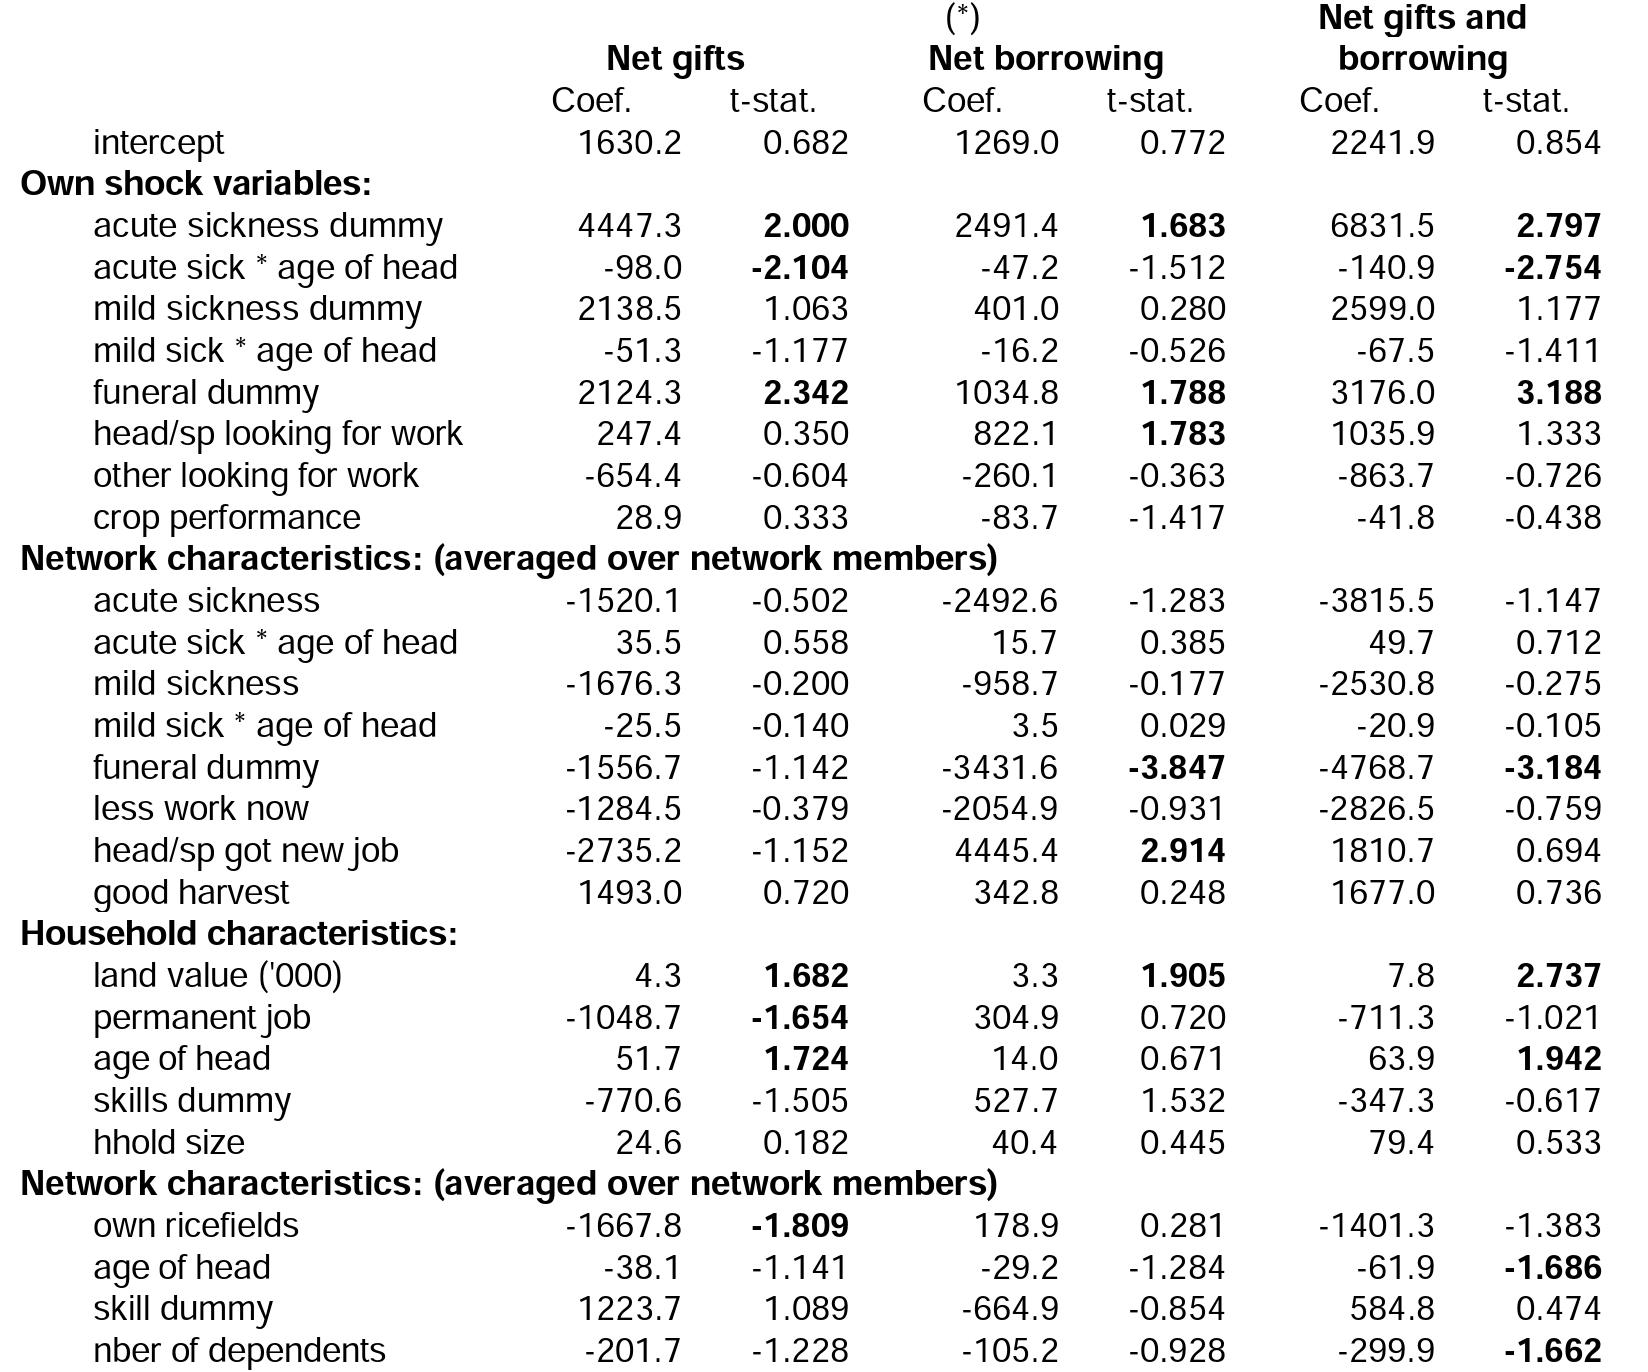 (*) Net gifts and
Net gifts Net borrowing borrowing
Coef. t-stat. Coef. t-stat. Coef. t-stat.
intercept 1630.2 0.682 1269.0 0.772 2241.9 0.854
Own shock variables:
acute sickness dummy 4447.3 2.000 2491.4 1.683 6831.5 2.797
acute sick * age of head -98.0 -2.104 -47.2 -1.512 -140.9 -2.754
mild sickness dummy 2138.5 1.063 401.0 0.280 2599.0 1.177
mild sick * age of head -51.3 -1.177 -16.2 -0.526 -67.5 -1.411
funeral dummy 2124.3 2.342 1034.8 1.788 3176.0 3.188
head/sp looking for work 247.4 0.350 822.1 1.783 1035.9 1.333
other looking for work -654.4 -0.604 -260.1 -0.363 -863.7 -0.726
crop performance 28.9 0.333 -83.7 -1.417 -41.8 -0.438
Network characteristics: (averaged over network members)
acute sickness -1520.1 -0.502 -2492.6 -1.283 -3815.5 -1.147
acute sick * age of head 35.5 0.558 15.7 0.385 49.7 0.712
mild sickness -1676.3 -0.200 -958.7 -0.177 -2530.8 -0.275
mild sick * age of head -25.5 -0.140 3.5 0.029 -20.9 -0.105
funeral dummy -1556.7 -1.142 -3431.6 -3.847 -4768.7 -3.184
less work now -1284.5 -0.379 -2054.9 -0.931 -2826.5 -0.759
head/sp got new job -2735.2 -1.152 4445.4 2.914 1810.7 0.694
good harvest 1493.0 0.720 342.8 0.248 1677.0 0.736
Household characteristics:
land value ('000) 4.3 1.682 3.3 1.905 7.8 2.737
permanent job -1048.7 -1.654 304.9 0.720 -711.3 -1.021
age of head 51.7 1.724 14.0 0.671 63.9 1.942
skills dummy -770.6 -1.505 527.7 1.532 -347.3 -0.617
hhold size 24.6 0.182 40.4 0.445 79.4 0.533
Network characteristics: (averaged over network members)
own ricefields -1667.8 -1.809 178.9 0.281 -1401.3 -1.383
age of head -38.1 -1.141 -29.2 -1.284 -61.9 -1.686
skill dummy 1223.7 1.089 -664.9 -0.854 584.8 0.474
nber of dependents -201.7 -1.228 -105.2 -0.928 -299.9 -1.662